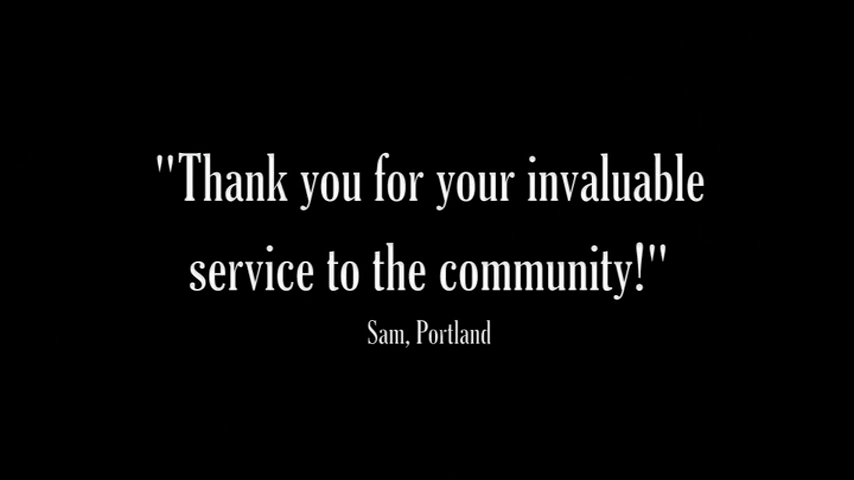 "Thank you for your invaluable
service to the community!"
Sam, Portland